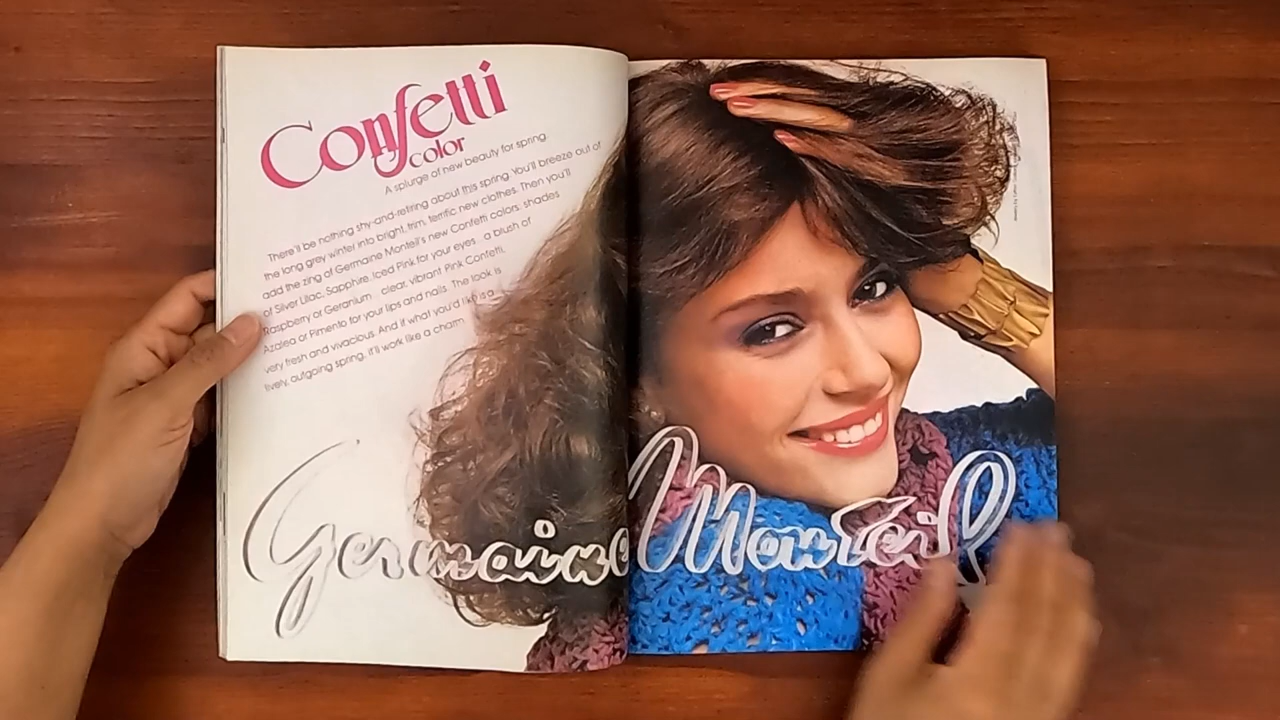 Confetti
color
A splurge of new beauty for spring.
There'll be nothing shy-and-retiring about this spring. You'll breeze out of
the long grey winter into bright, trim, terrific new clothes. Then you'll
add the zing of Germaine Monteil's new Confetti colors: shades
of Silver Lilac, Sapphire, Iced Pink for your eyes...a blush of
Raspberry or Geranium...clear, vibrant Pink Confetti,
Azalea or Pimento for your lips and nails. The look is
very fresh and vivacious. And if what you'd like is a
lively, outgoing spring, it'll work like a charm.
Germaine Monteil